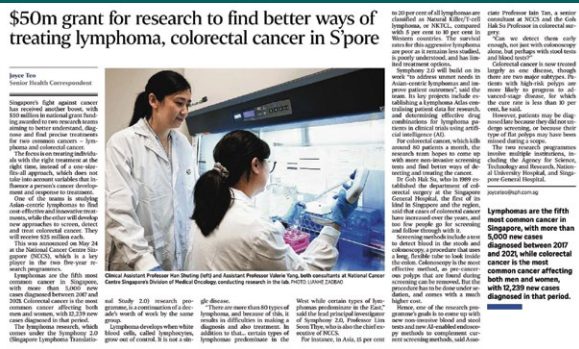 $50m grant for research to find better ways of
treating lymphoma, colorectal cancer in S'pore
Joyce Teo
Senior Health Correspondent
Singapore's fight against cancer
has received another boost, with
$50 million in national grant fund-
ing awarded to two research teams
aiming to better understand, diag-
nose and find precise treatments
for two common cancers – lym-
phoma and colorectal cancer.
The focus is on treating individu-
als with the right treatment at the
right time, instead of a one-size-
fits-all approach, which does not
take into account variables that in-
fluence a person's cancer develop-
ment and response to treatment.
One of the teams is studying
Asian-centric lymphomas to find
cost-effective and innovative treat-
ments, while the other will develop
new approaches to screen, detect
and treat colorectal cancer. They
will receive $25 million each.
This was announced on May 24
at the National Cancer Centre Sin-
gapore (NCCS), which is a key
player in the two five-year re-
search programmes.
Lymphomas are the fifth most
common cancer in Singapore,
with more than 5,000 new
cases diagnosed between 2017 and
2021. Colorectal cancer is the most
common cancer affecting both
men and women, with 12,239 new
cases diagnosed in that period.
The lymphoma research, which
comes under the Symphony 2.0
(Singapore Lymphoma Translatio-
Clinical Assistant Professor Han Shuting (left) and Assistant Professor Valerie Yang, both consultants at National Cancer
Centre Singapore's Division of Medical Oncology, conducting research in the lab. PHOTO: LIANHE ZAOBAO
nal Study 2.0) research pro-
gramme, is a continuation of a dec-
ade's worth of work by the same
group.
Lymphoma develops when white
blood cells, called lymphocytes,
grow out of control. It is not a sin-
gle disease.
"There are more than 80 types of
lymphoma, and because of this, it
results in difficulties in making a
diagnosis and also treatment. In
addition to that... certain types of
lymphomas predominate in the
West while certain types of lym-
phomas predominate in the East,"
said the lead principal investigator
of Symphony 2.0, Professor Lim
Soon Thye, who is also the chief ex-
ecutive of NCCS.
For instance, in Asia, 15 per cent
to 20 per cent of all lymphomas are
classified as Natural Killer/T-cell
lymphoma, or NKTCL, compared
with 5 per cent to 10 per cent in
Western countries. The survival
rates for this aggressive lymphoma
are poor as it remains less studied,
is poorly understood, and has lim-
ited treatment options.
Symphony 2.0 will build on its
work "to address unmet needs in
Asian-centric lymphomas and im-
prove patient outcomes", said the
team. Its key projects include es-
tablishing a lymphoma Atlas cen-
tralising patient data for research,
and determining effective drug
combinations for lymphoma pa-
tients in clinical trials using artifi-
cial intelligence (AI).
For colorectal cancer, which kills
around 80 patients a month, the
research team hopes to come up
with more non-invasive screening
tests and find better ways of de-
tecting and treating the cancer.
Dr Goh Hak Su, who in 1989 es-
tablished the department of col-
orectal surgery at the Singapore
General Hospital, the first of its
kind in Singapore and the region,
said that cases of colorectal cancer
have increased over the years, and
too few people go for screening
and follow through with it.
Screening methods include a test
to detect blood in the stools and
colonoscopy, a procedure that uses
a long, flexible tube to look inside
the colon. Colonoscopy is the most
effective method, as pre-cancer-
ous polyps that are found during
screening can be removed. But the
procedure has to be done under se-
dation, and comes with a much
higher cost.
Hence, one of the research pro-
gramme's goals is to come up with
new non-invasive blood and stool
tests and new AI-enabled endosco-
py methods to complement cur-
rent screening methods, said Asso-
ciate Professor Iain Tan, a senior
consultant at NCCS and the Goh
Hak Su Professor in colorectal sur-
gery.
"Can we detect them early
enough, not just with colonoscopy
alone, but perhaps with stool tests
and blood tests?"
Colorectal cancer is now treated
largely as one disease, though
there are two major subtypes. Pa-
tients with high-risk polyps are
more likely to progress to ad-
vanced-stage disease, for which
the cure rate is less than 10 per
cent, he said.
However, patients may be diag-
nosed late because they did not un-
dergo screening, or because their
type of flat polyps may have been
missed during a scope.
The two research programmes
involve multiple institutions, in-
cluding the Agency for Science,
Technology and Research, Nation-
al University Hospital, and Singa-
pore General Hospital.
joyceteo@sph.com.sg
Lymphomas are the fifth
most common cancer in
Singapore, with more than
5,000 new cases
diagnosed between 2017
and 2021, while colorectal
cancer is the most
common cancer affecting
both men and women,
with 12,239 new cases
diagnosed in that period.